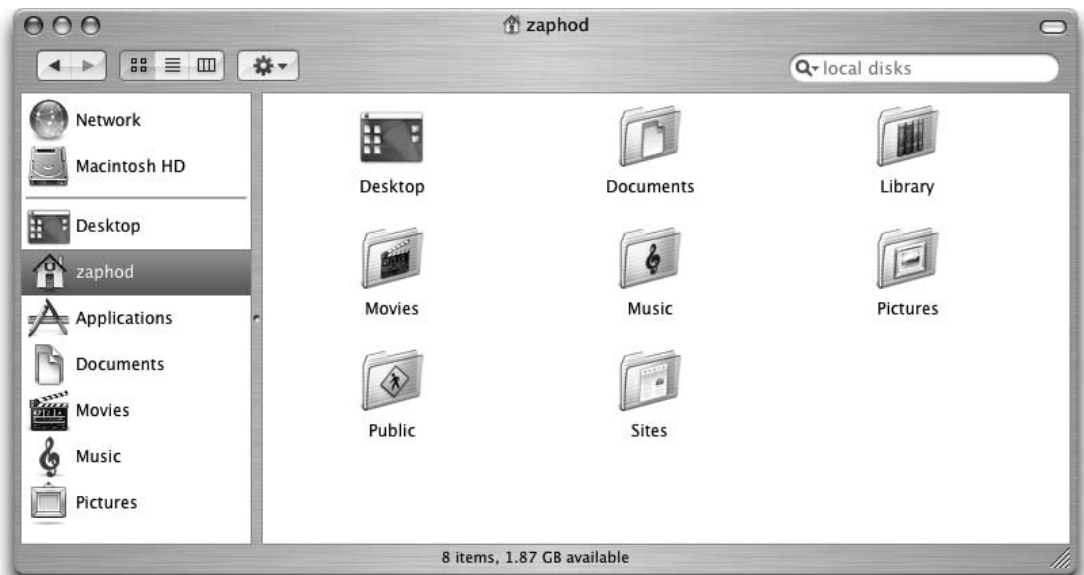 zaphod
local disks
Network
Macintosh HD
Desktop
zaphod
Applications
Documents
Movies
Music
Pictures
Desktop
Documents
Library
Movies
Music
Pictures
Public
Sites
8 items, 1.87 GB available